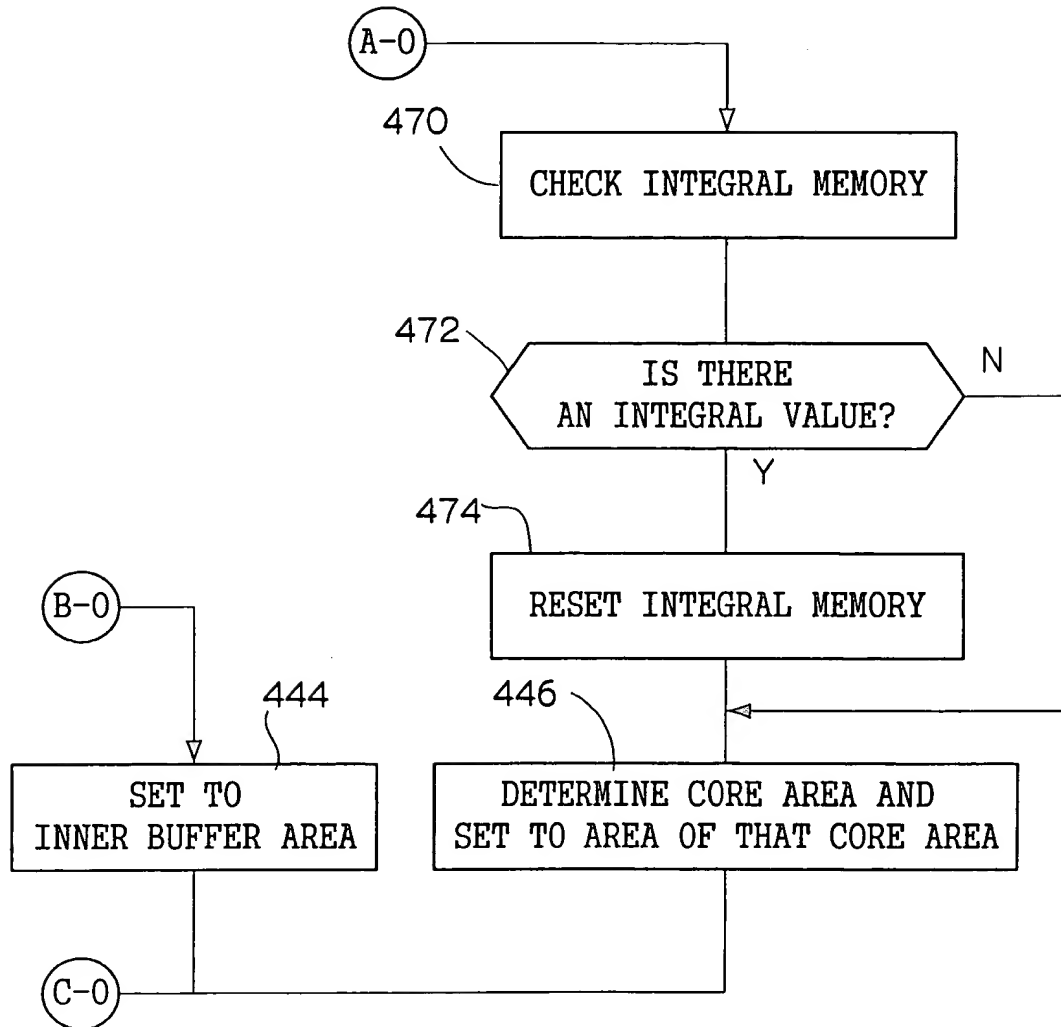 A-0
470
CHECK INTEGRAL MEMORY
472
IS THERE
AN INTEGRAL VALUE?
N
Y
474
RESET INTEGRAL MEMORY
B-0
444
SET TO
INNER BUFFER AREA
446
DETERMINE CORE AREA AND
SET TO AREA OF THAT CORE AREA
C-0